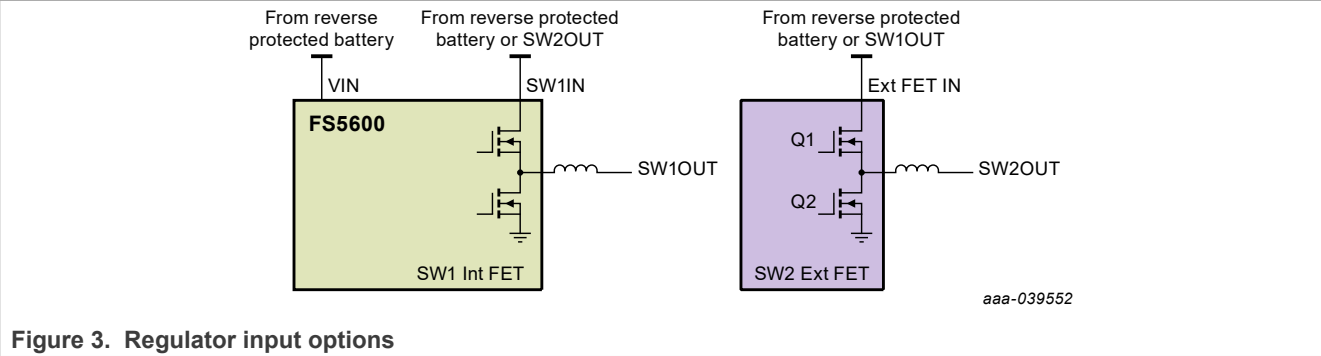 From reverse
protected battery
From reverse protected
battery or SW2OUT
From reverse protected
battery or SW1OUT
VIN
SW1IN
Ext FET IN
FS5600
Q1
SW1OUT
SW2OUT
Q2
SW1 Int FET
SW2 Ext FET
aaa-039552
Figure 3. Regulator input options